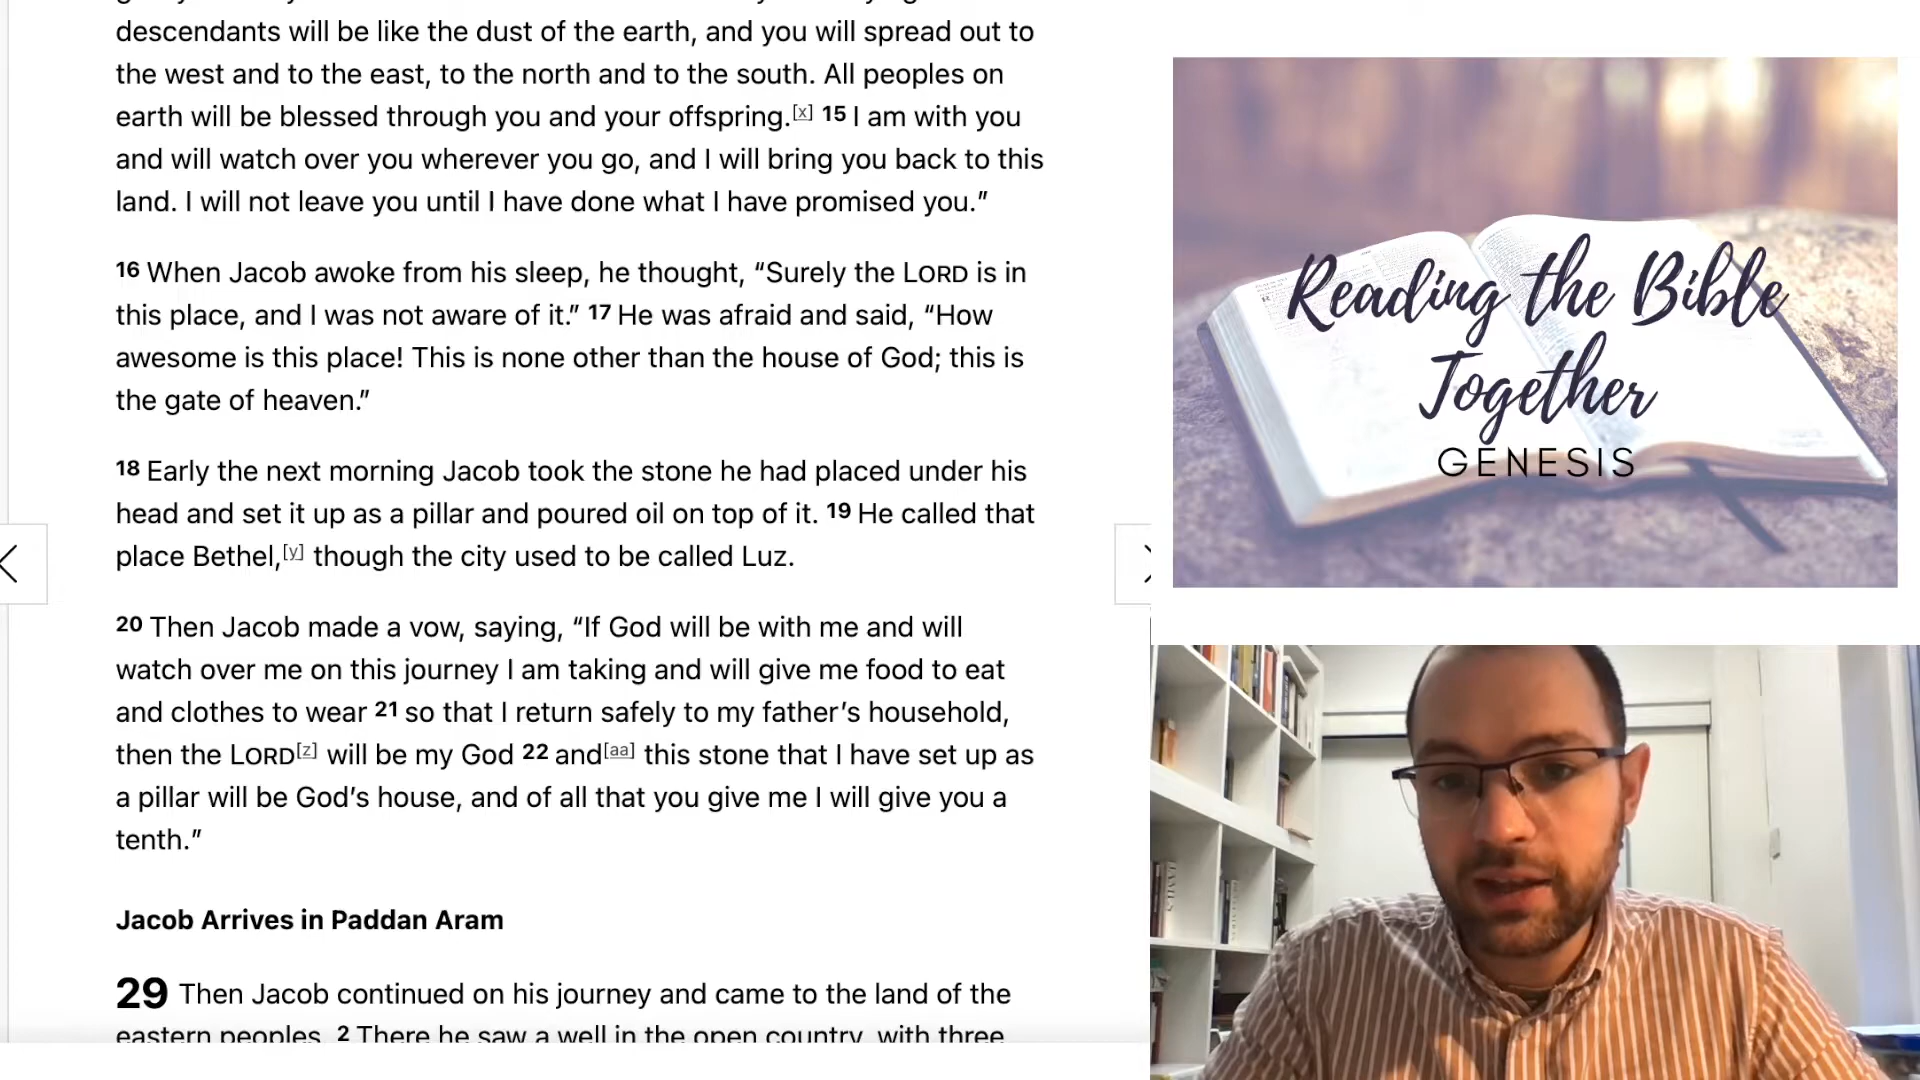 descendants will be like the dust of the earth, and you will spread out to
the west and to the east, to the north and to the south. All peoples on
earth will be blessed through you and your offspring.[x] 15 I am with you
and will watch over you wherever you go, and I will bring you back to this
land. I will not leave you until I have done what I have promised you.”
16 When Jacob awoke from his sleep, he thought, “Surely the LORD is in
this place, and I was not aware of it.” 17 He was afraid and said, “How
awesome is this place! This is none other than the house of God; this is
the gate of heaven.”
18 Early the next morning Jacob took the stone he had placed under his
head and set it up as a pillar and poured oil on top of it. 19 He called that
place Bethel,[y] though the city used to be called Luz.
20 Then Jacob made a vow, saying, “If God will be with me and will
watch over me on this journey I am taking and will give me food to eat
and clothes to wear 21 so that I return safely to my father’s household,
then the LORD[z] will be my God 22 and[aa] this stone that I have set up as
a pillar will be God’s house, and of all that you give me I will give you a
tenth.”
Jacob Arrives in Paddan Aram
29 Then Jacob continued on his journey and came to the land of the
eastern peoples. 2 There he saw a well in the open country, with three
Reading the Bible
Together
GENESIS